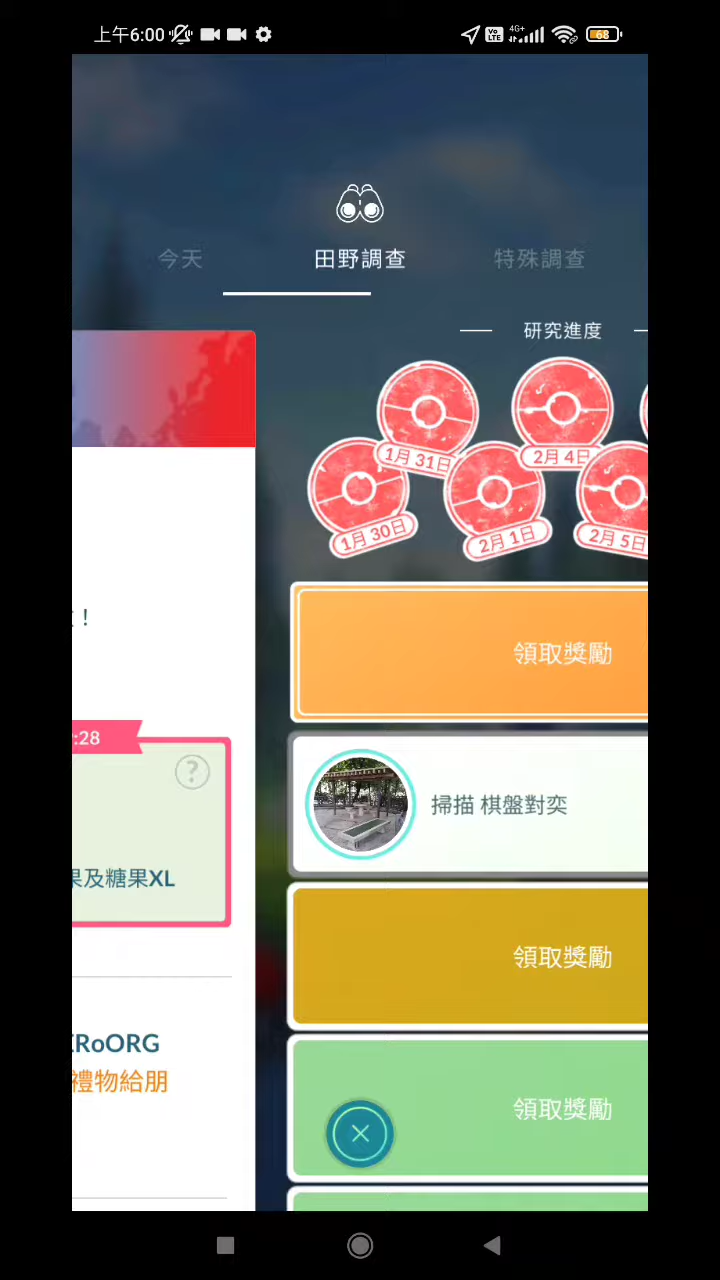 上午6:00
VoLTE 4G+ 68
今天 田野調查 特殊調查
研究進度
1月 31日 2月 4日
1月 30日 2月 1日 2月 5日
！
領取獎勵
:28
?
掃描 棋盤對奕
果及糖果XL
領取獎勵
RoORG
禮物給朋
領取獎勵